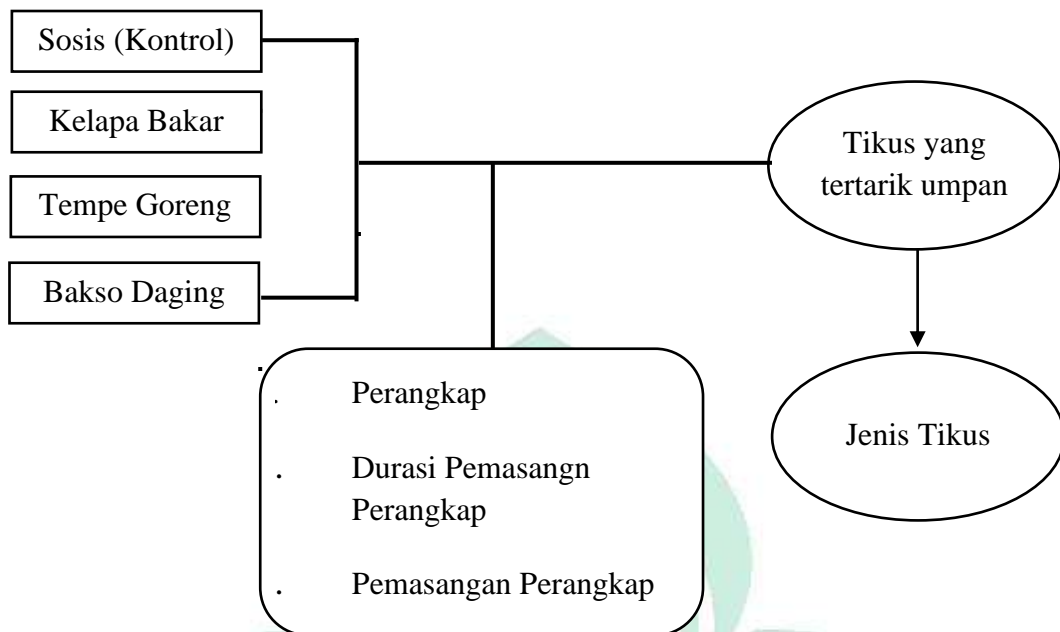 Sosis (Kontrol)
Kelapa Bakar
Tempe Goreng
Bakso Daging
Tikus yang
tertarik umpan
Jenis Tikus
. Perangkap
. Durasi Pemasangn
Perangkap
. Pemasangan Perangkap